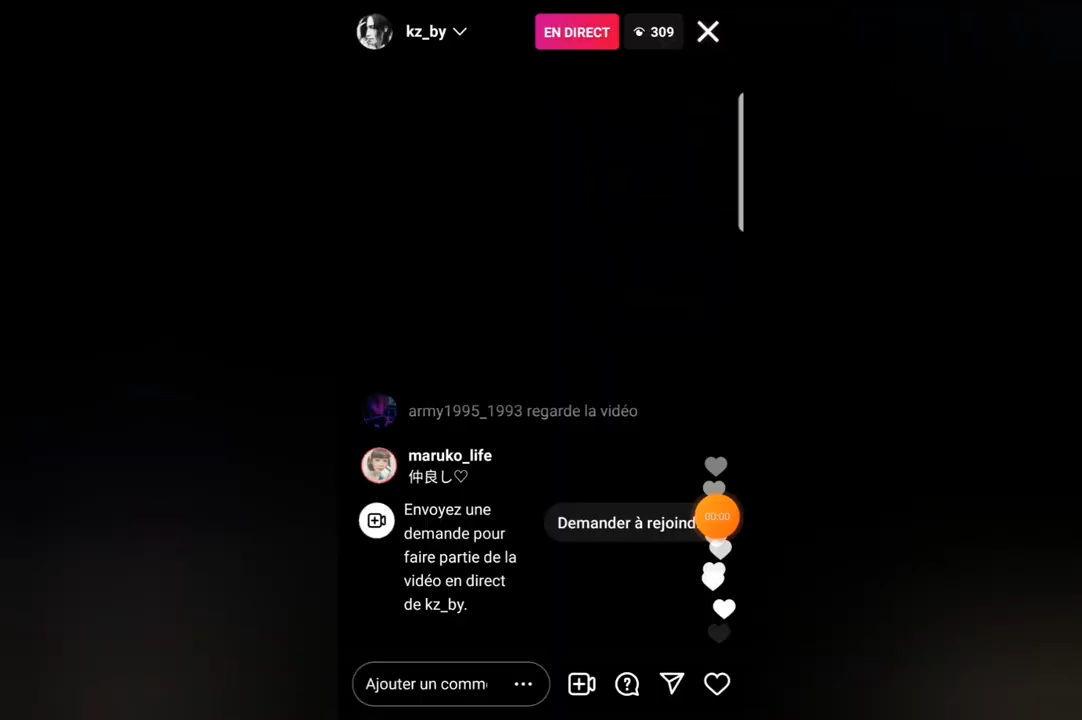 kz_by
EN DIRECT
309
army1995_1993 regarde la vidéo
maruko_life
仲良し♡
Envoyez une
demande pour
faire partie de la
vidéo en direct
de kz_by.
Demander à rejoind
00:00
Ajouter un comm